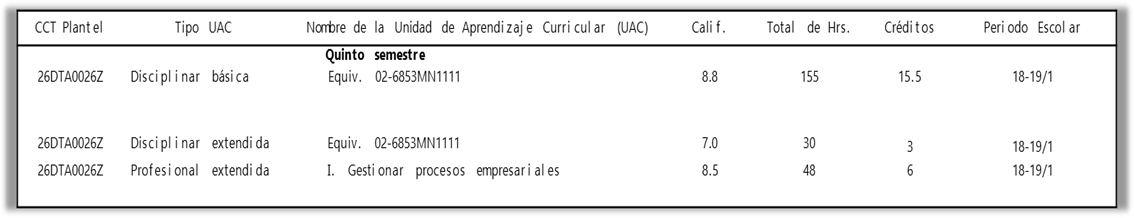 CCT Plantel Tipo UAC Nombre de la Unidad de Aprendizaje Curricular (UAC) Calif. Total de Hrs. Créditos Periodo Escolar
Quinto semestre
26DTA0026Z Disciplinar básica Equiv. 02-6853MN1111 8.8 155 15.5 18-19/1
26DTA0026Z Disciplinar extendida Equiv. 02-6853MN1111 7.0 30 3 18-19/1
26DTA0026Z Profesional extendida I. Gestionar procesos empresariales 8.5 48 6 18-19/1